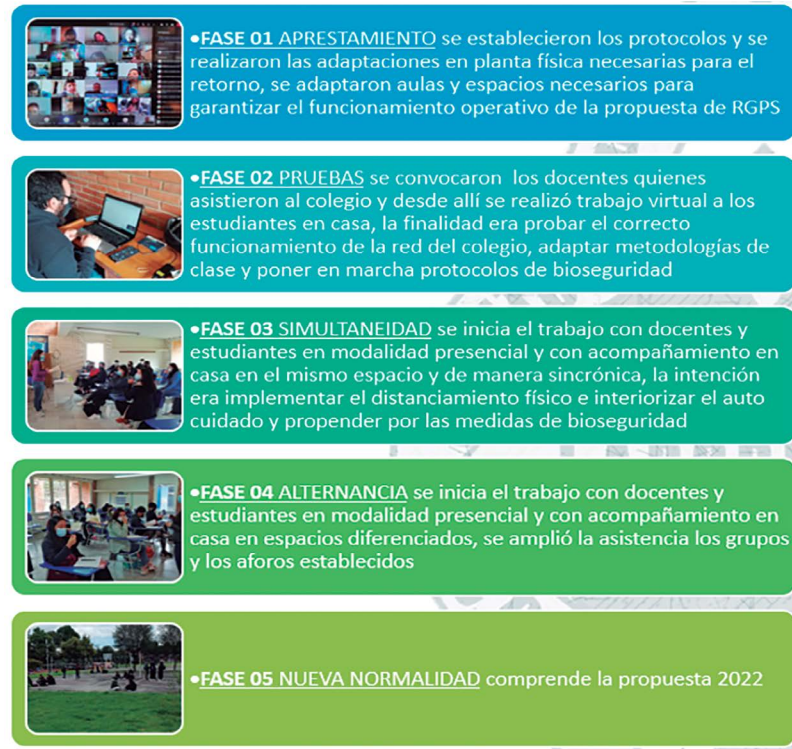 •FASE 01 APRESTAMIENTO se establecieron los protocolos y se
realizaron las adaptaciones en planta física necesarias para el
retorno, se adaptaron aulas y espacios necesarios para
garantizar el funcionamiento operativo de la propuesta de RGPS
•FASE 02 PRUEBAS se convocaron los docentes quienes
asistieron al colegio y desde allí se realizó trabajo virtual a los
estudiantes en casa, la finalidad era probar el correcto
funcionamiento de la red del colegio, adaptar metodologías de
clase y poner en marcha protocolos de bioseguridad
•FASE 03 SIMULTANEIDAD se inicia el trabajo con docentes y
estudiantes en modalidad presencial y con acompañamiento en
casa en el mismo espacio y de manera sincrónica, la intención
era implementar el distanciamiento físico e interiorizar el auto
cuidado y propender por las medidas de bioseguridad
•FASE 04 ALTERNANCIA se inicia el trabajo con docentes y
estudiantes en modalidad presencial y con acompañamiento en
casa en espacios diferenciados, se amplió la asistencia los grupos
y los aforos establecidos
•FASE 05 NUEVA NORMALIDAD comprende la propuesta 2022